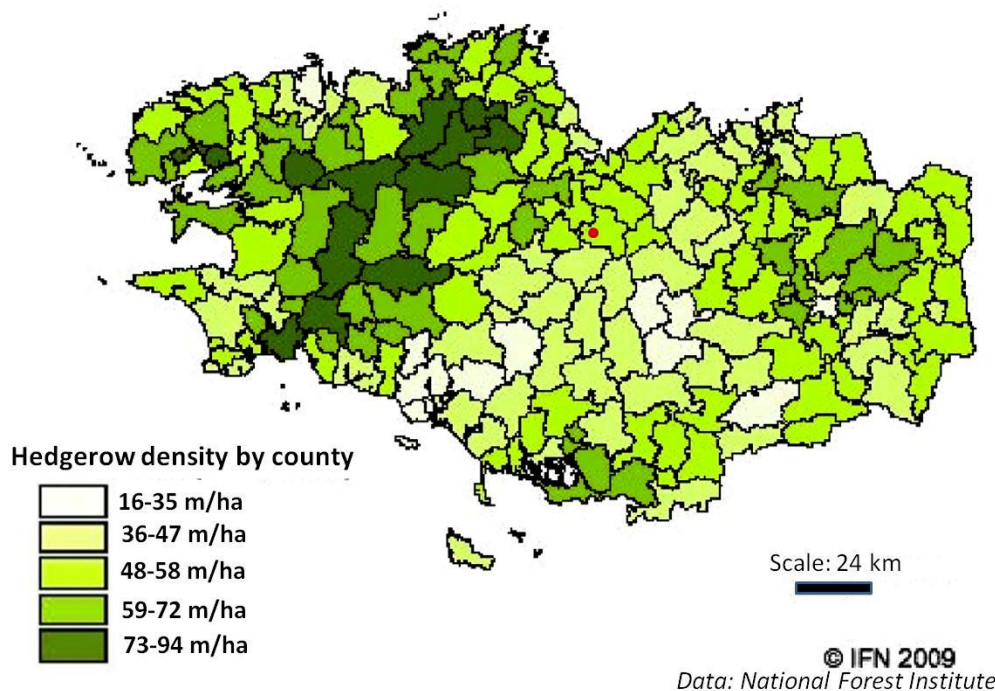 Hedgerow density by county
16-35 m/ha
36-47 m/ha
48-58 m/ha
59-72 m/ha
73-94 m/ha
Scale: 24 km
© IFN 2009
Data: National Forest Institute